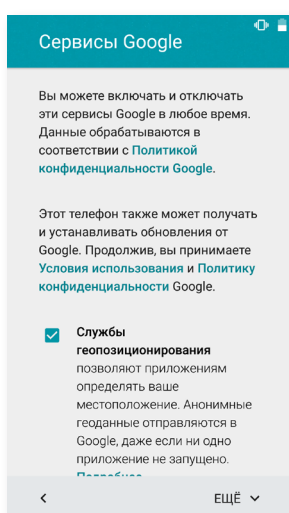 Сервисы Google
Вы можете включать и отключать
эти сервисы Google в любое время.
Данные обрабатываются в
соответствии с Политикой
конфиденциальности Google.
Этот телефон также может получать
и устанавливать обновления от
Google. Продолжив, вы принимаете
Условия использования и Политику
конфиденциальности Google.
Службы
геопозиционирования
позволяют приложениям
определять ваше
местоположение. Анонимные
геоданные отправляются в
Google, даже если ни одно
приложение не запущено.
ЕЩЁ